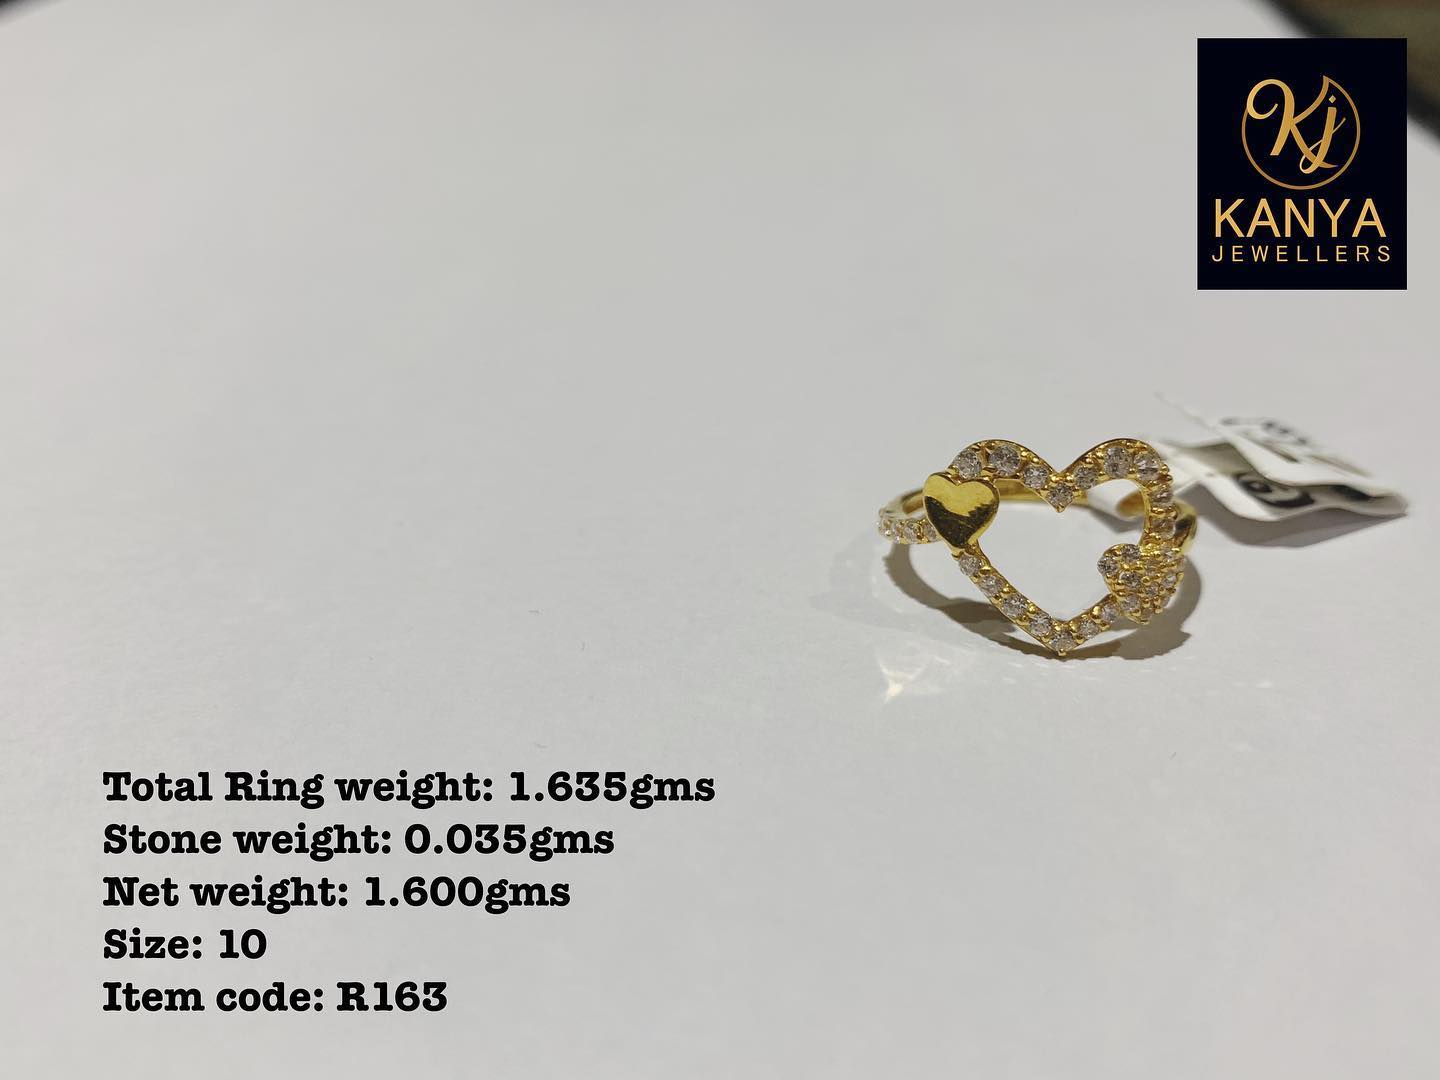 Kj
KANYA
JEWELLERS
Total Ring weight: 1.635gms
Stone weight: 0.035gms
Net weight: 1.600gms
Size: 10
Item code: R163